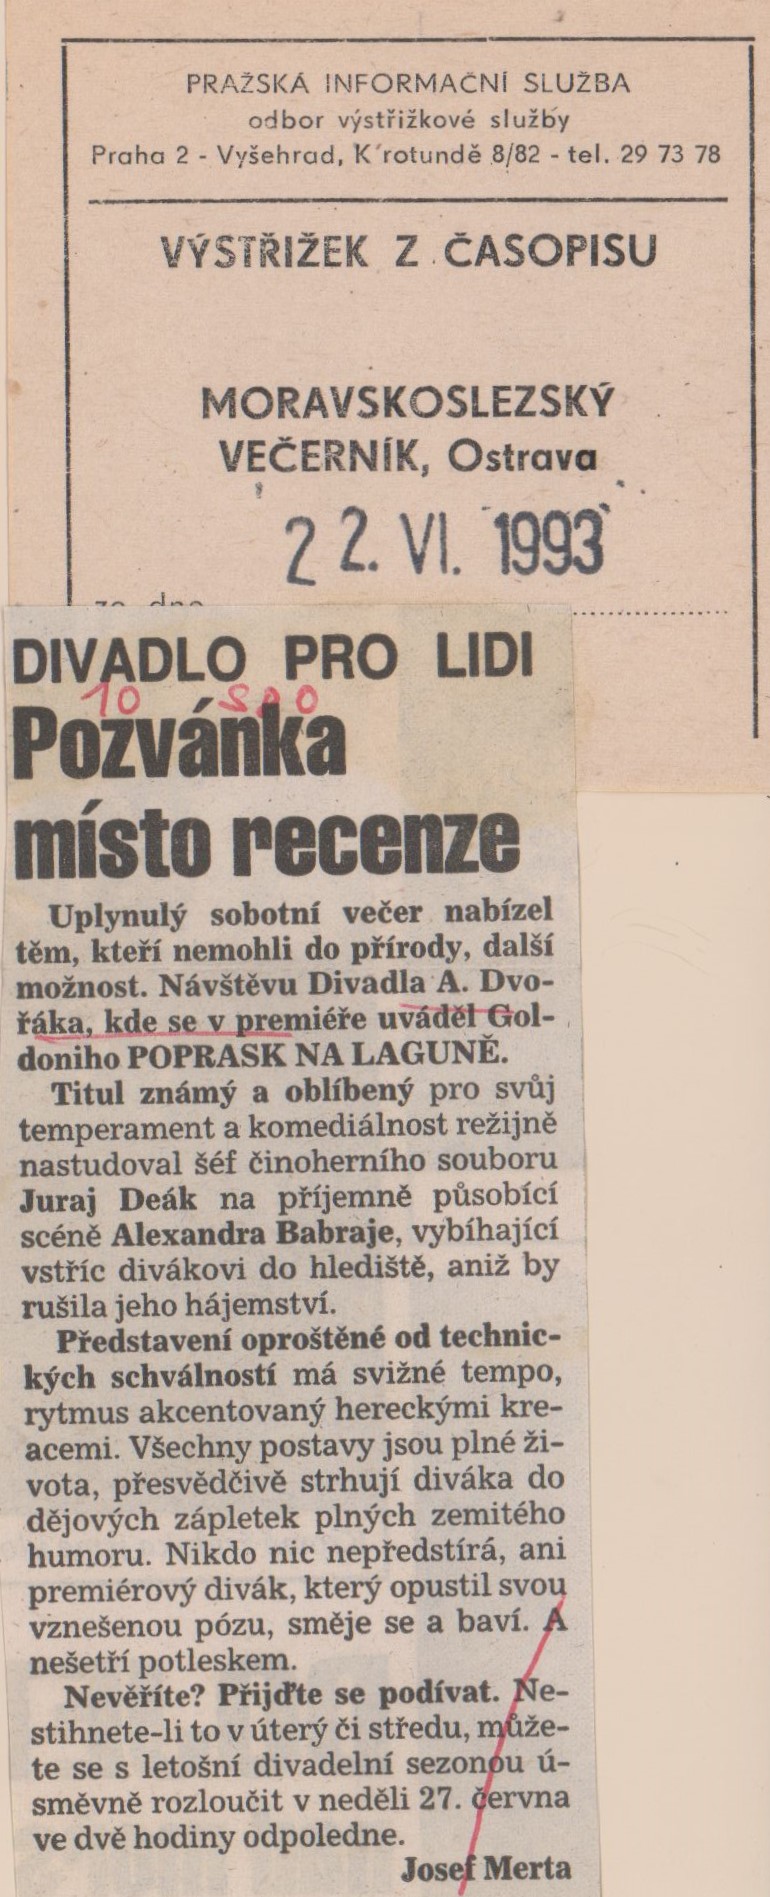 PRAŽSKÁ INFORMAČNÍ SLUŽBA
odbor výstřižkové služby
Praha 2 - Vyšehrad, K rotundě 8/82 - tel. 29 73 78
VÝSTŘIŽEK Z ČASOPISU
MORAVSKOSLEZSKÝ
VEČERNÍK, Ostrava
22. VI. 1993
ze dne
DIVADLO PRO LIDI
10
Pozvánka
místo recenze
Uplynulý sobotní večer nabízel
těm, kteří nemohli do přírody, další
možnost. Návštěvu Divadla A. Dvo-
řáka, kde se v premiéře uváděl Gol-
doniho POPRASK NA LAGUNĚ.
Titul známý a oblíbený pro svůj
temperament a komediálnost režijně
nastudoval šéf činoherního souboru
Juraj Deák na příjemně působící
scéně Alexandra Babraje, vybíhající
vstříc divákovi do hlediště, aniž by
rušila jeho hájemství.
Představení oproštěné od technic-
kých schválností má svižné tempo,
rytmus akcentovaný hereckými kre-
acemi. Všechny postavy jsou plné ži-
vota, přesvědčivě strhují diváka do
dějových zápletek plných zemitého
humoru. Nikdo nic nepředstírá, ani
premiérový divák, který opustil svou
vznešenou pózu, směje se a baví. A
nešetří potleskem.
Nevěříte? Přijďte se podívat. Ne-
stihnete-li to v úterý či středu, může-
te se s letošní divadelní sezonou ú-
směvně rozloučit v neděli 27. června
ve dvě hodiny odpoledne.
Josef Merta